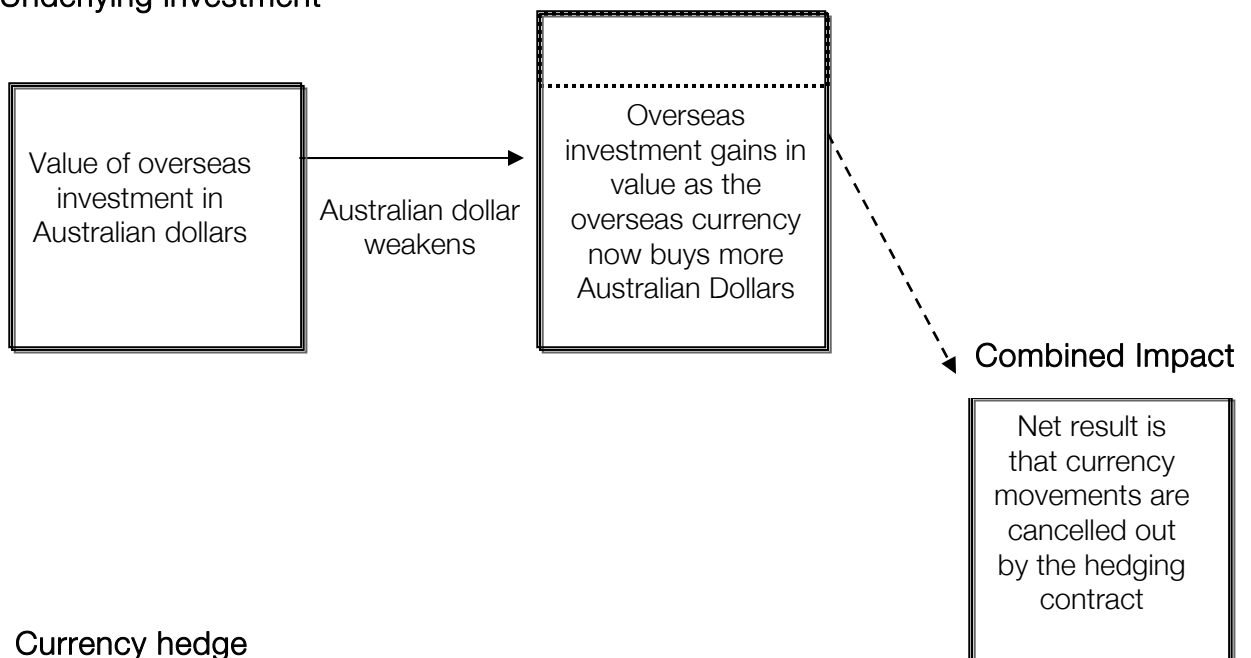 Underlying investment
Value of overseas
investment in
Australian dollars
Australian dollar
weakens
Overseas
investment gains in
value as the
overseas currency
now buys more
Australian Dollars
Combined Impact
Net result is
that currency
movements are
cancelled out
by the hedging
contract
Currency hedge